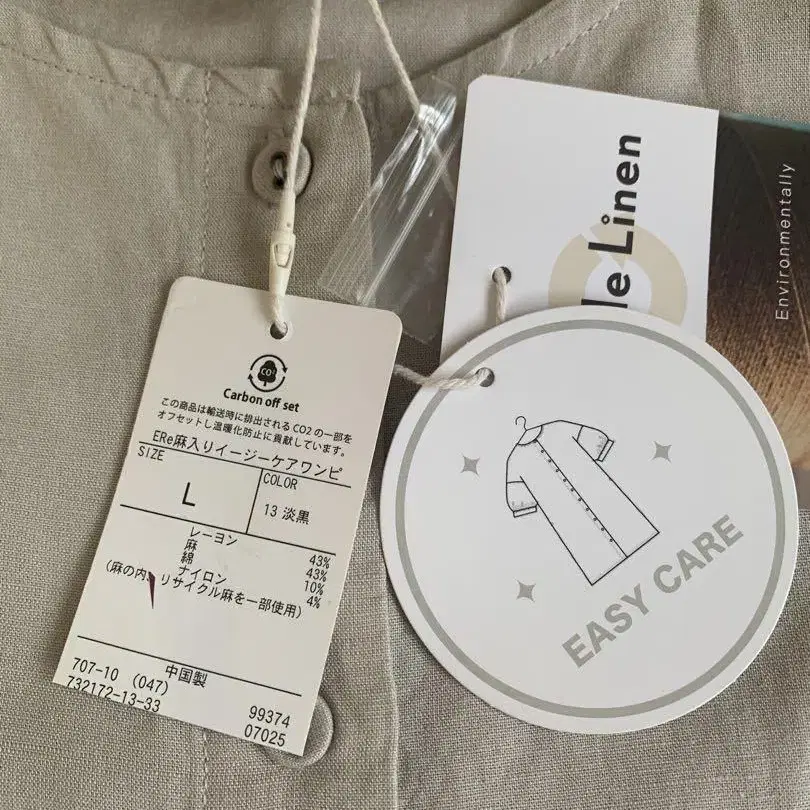 CO2
Carbon off set
この商品は輸送時に排出される CO2 の一部を
オフセットし温暖化防止に貢献しています。
ERe麻入りイージーケアワンピ
SIZE
L
COLOR
13 淡黒
レーヨン 43%
麻 43%
綿 10%
ナイロン 4%
(麻の内、リサイクル麻を一部使用)
中国製
707-10 (047)
732172-13-33
99374
07025
le Linen
Environmentally
EASY CARE